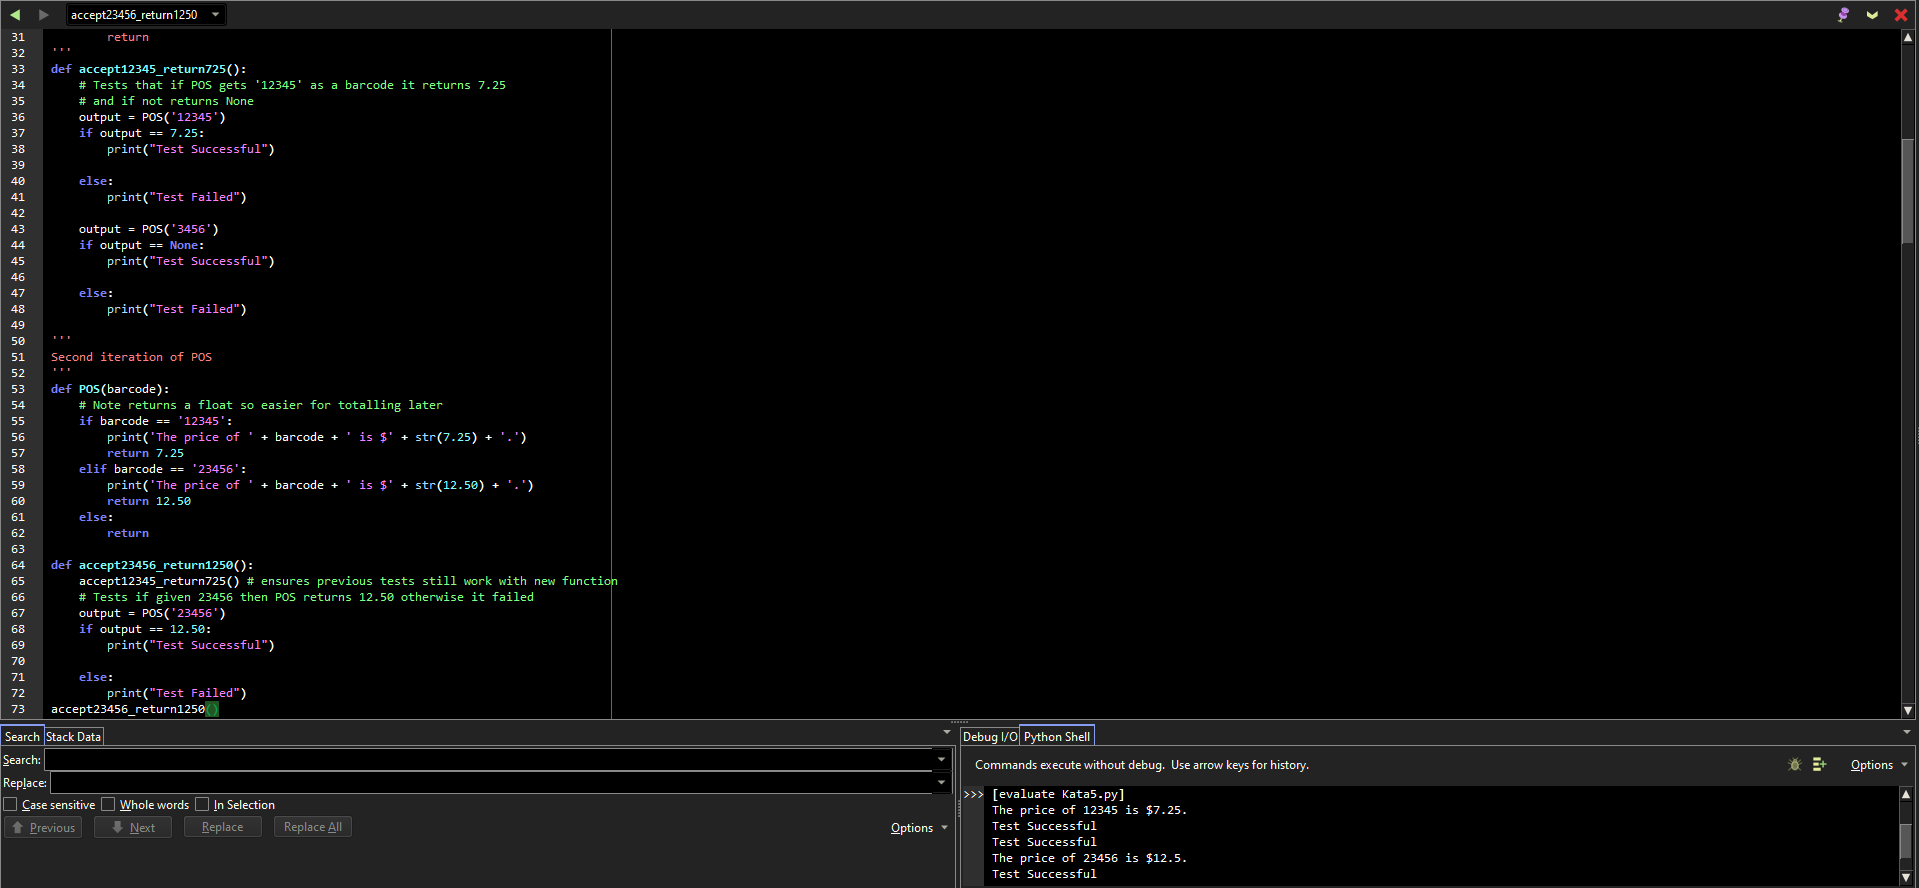 accept23456_return1250
31         return
32 '''
33 def accept12345_return725():
34     # Tests that if POS gets '12345' as a barcode it returns 7.25
35     # and if not returns None
36     output = POS('12345')
37     if output == 7.25:
38         print("Test Successful")
39
40     else:
41         print("Test Failed")
42
43     output = POS('3456')
44     if output == None:
45         print("Test Successful")
46
47     else:
48         print("Test Failed")
49
50 '''
51 Second iteration of POS
52 '''
53 def POS(barcode):
54     # Note returns a float so easier for totalling later
55     if barcode == '12345':
56         print('The price of ' + barcode + ' is $' + str(7.25) + '.')
57         return 7.25
58     elif barcode == '23456':
59         print('The price of ' + barcode + ' is $' + str(12.50) + '.')
60         return 12.50
61     else:
62         return
63
64 def accept23456_return1250():
65     accept12345_return725() # ensures previous tests still work with new function
66     # Tests if given 23456 then POS returns 12.50 otherwise it failed
67     output = POS('23456')
68     if output == 12.50:
69         print("Test Successful")
70
71     else:
72         print("Test Failed")
73 accept23456_return1250()
Search Stack Data
Search:
Replace:
Case sensitive Whole words In Selection
Previous Next Replace Replace All Options
Debug I/O Python Shell
Commands execute without debug. Use arrow keys for history. Options
>>> [evaluate Kata5.py]
The price of 12345 is $7.25.
Test Successful
Test Successful
The price of 23456 is $12.5.
Test Successful